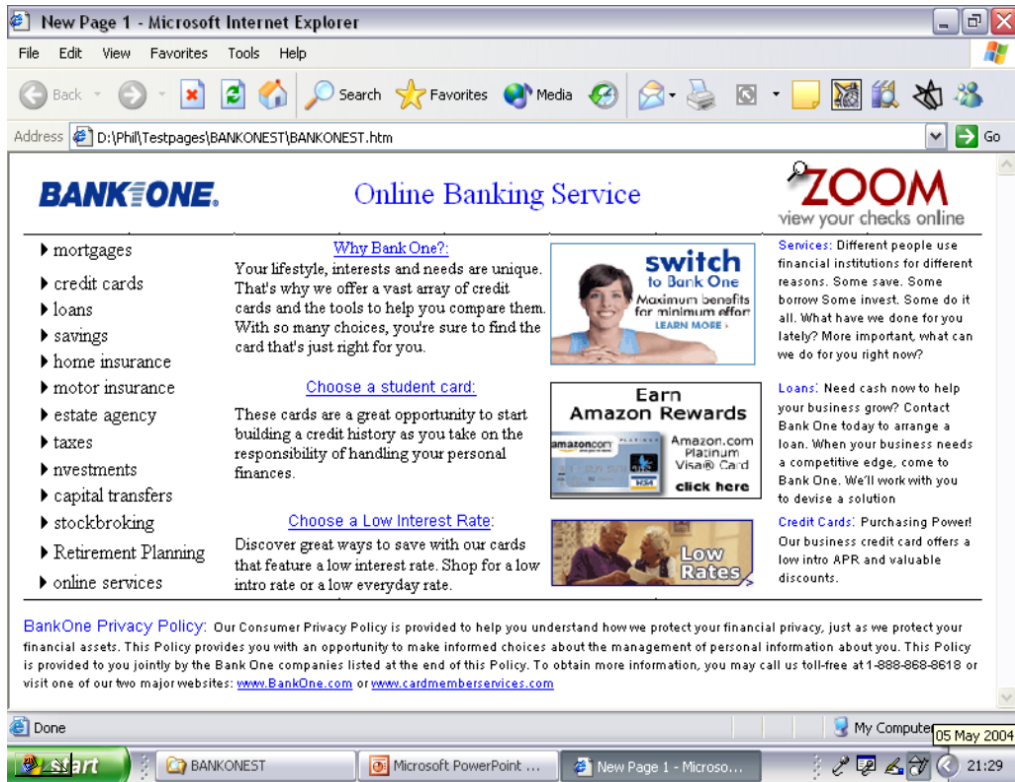 New Page 1 - Microsoft Internet Explorer
File Edit View Favorites Tools Help
Back Search Favorites Media
Address D:\Phil\Testpages\BANKONEST\BANKONEST.htm Go
BANK ONE.
Online Banking Service
ZOOM
view your checks online
mortgages
credit cards
loans
savings
home insurance
motor insurance
estate agency
taxes
nvestments
capital transfers
stockbroking
Retirement Planning
online services
Why Bank One?:
Your lifestyle, interests and needs are unique.
That's why we offer a vast array of credit
cards and the tools to help you compare them.
With so many choices, you're sure to find the
card that's just right for you.
Choose a student card:
These cards are a great opportunity to start
building a credit history as you take on the
responsibility of handling your personal
finances.
Choose a Low Interest Rate:
Discover great ways to save with our cards
that feature a low interest rate. Shop for a low
intro rate or a low everyday rate.
switch
to Bank One
Maximum benefits
for minimum effort
LEARN MORE ›
Earn
Amazon Rewards
amazoncom PLATINUM
VISA
Amazon.com
Platinum
Visa® Card
click here
Low
Rates >
Services: Different people use
financial institutions for different
reasons. Some save. Some
borrow Some invest. Some do it
all. What have we done for you
lately? More important, what can
we do for you right now?
Loans: Need cash now to help
your business grow? Contact
Bank One today to arrange a
loan. When your business needs
a competitive edge, come to
Bank One. We'll work with you
to devise a solution
Credit Cards: Purchasing Power!
Our business credit card offers a
low intro APR and valuable
discounts.
BankOne Privacy Policy: Our Consumer Privacy Policy is provided to help you understand how we protect your financial privacy, just as we protect your
financial assets. This Policy provides you with an opportunity to make informed choices about the management of personal information about you. This Policy
is provided to you jointly by the Bank One companies listed at the end of this Policy. To obtain more information, you may call us toll-free at 1-888-868-8618 or
visit one of our two major websites: www.BankOne.com or www.cardmemberservices.com
Done My Computer
05 May 2004
start BANKONEST Microsoft PowerPoint ... New Page 1 - Microso... 21:29